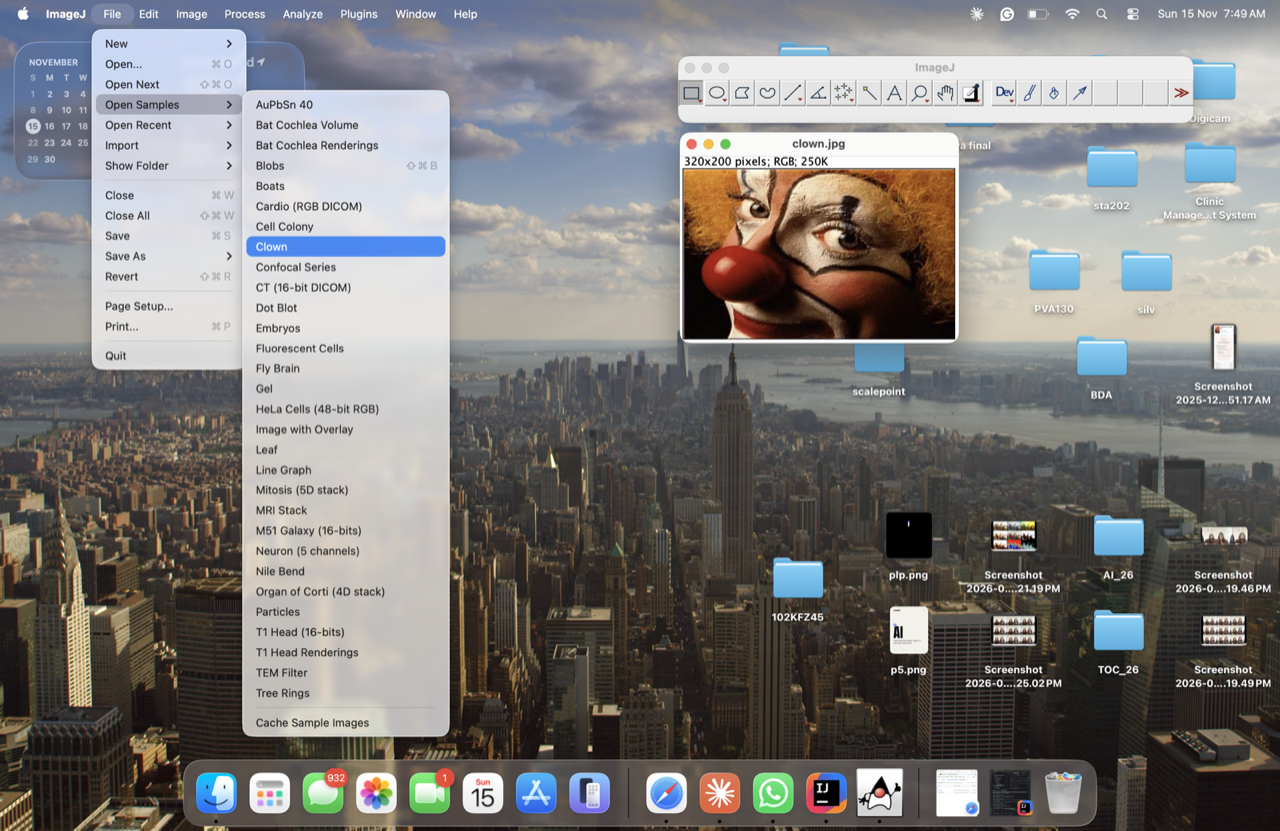 ImageJ File Edit Image Process Analyze Plugins Window Help
Sun 15 Nov 7:49 AM
NOVEMBER
S M T W
1 2 3 4
8 9 10 11
15 16 17 18
22 23 24 25
29 30
d
New
Open... ⌘ O
Open Next ⇧ ⌘ O
Open Samples
Open Recent
Import
Show Folder
Close ⌘ W
Close All ⇧ ⌘ W
Save ⌘ S
Save As
Revert ⇧ ⌘ R
Page Setup...
Print... ⌘ P
Quit
AuPbSn 40
Bat Cochlea Volume
Bat Cochlea Renderings
Blobs ⇧ ⌘ B
Boats
Cardio (RGB DICOM)
Cell Colony
Clown
Confocal Series
CT (16-bit DICOM)
Dot Blot
Embryos
Fluorescent Cells
Fly Brain
Gel
HeLa Cells (48-bit RGB)
Image with Overlay
Leaf
Line Graph
Mitosis (5D stack)
MRI Stack
M51 Galaxy (16-bits)
Neuron (5 channels)
Nile Bend
Organ of Corti (4D stack)
Particles
T1 Head (16-bits)
T1 Head Renderings
TEM Filter
Tree Rings
Cache Sample Images
ImageJ
A
Dev
clown.jpg
320x200 pixels; RGB; 250K
Digicam
a final
sta202
Clinic
Manage...t System
PVA130
silv
scalepoint
BDA
Screenshot
2025-12...51.17 AM
plp.png
Screenshot
2026-0....21.19 PM
AI_26
Screenshot
2026-0....19.46 PM
102KFZ45
AI
p5.png
Screenshot
2026-0....25.02 PM
TOC_26
Screenshot
2026-0....19.49 PM
932
1
Sun
15
IJ